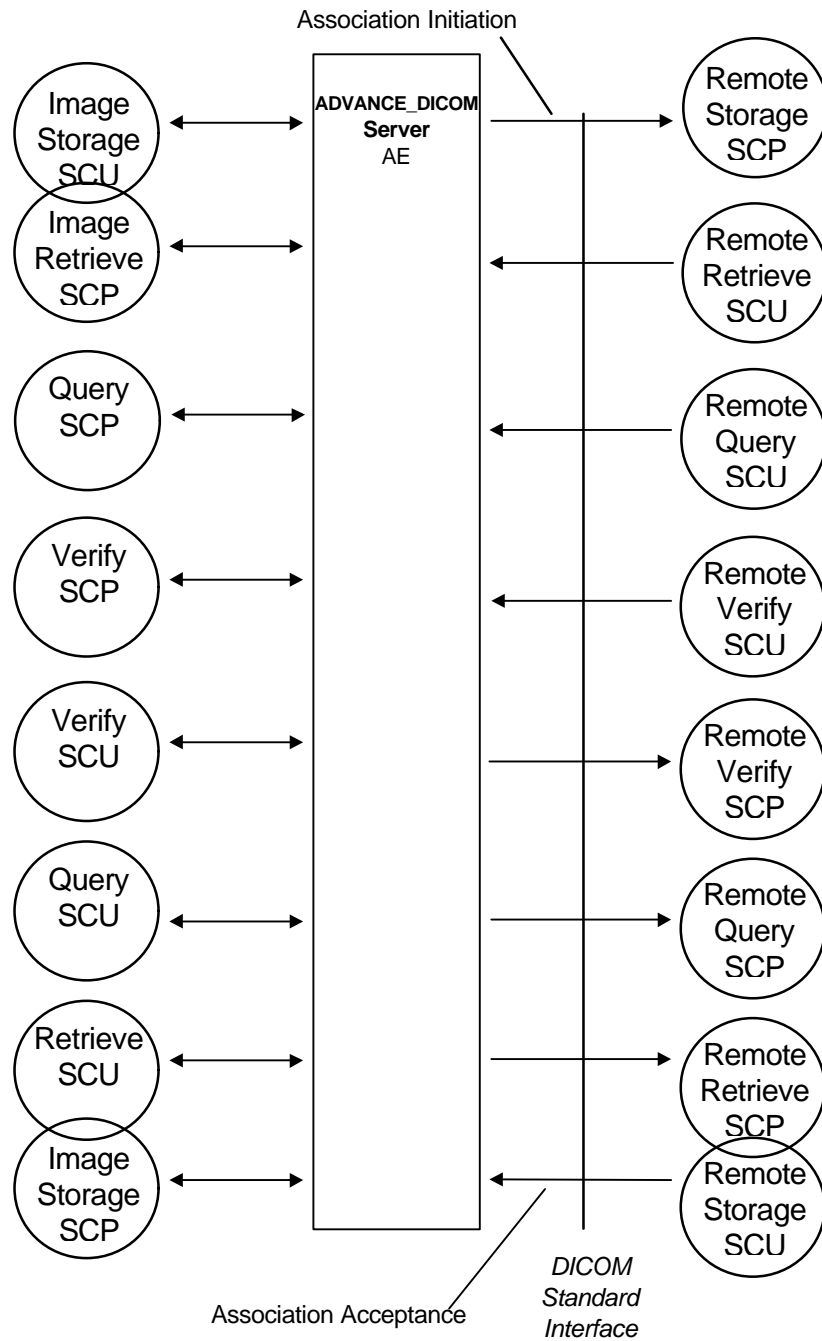 Association Initiation
ADVANCE_DICOM
Server
AE
Image
Storage
SCU
Remote
Storage
SCP
Image
Retrieve
SCP
Remote
Retrieve
SCU
Query
SCP
Remote
Query
SCU
Verify
SCP
Remote
Verify
SCU
Verify
SCU
Remote
Verify
SCP
Query
SCU
Remote
Query
SCP
Retrieve
SCU
Remote
Retrieve
SCP
Image
Storage
SCP
Remote
Storage
SCU
Association Acceptance
DICOM
Standard
Interface